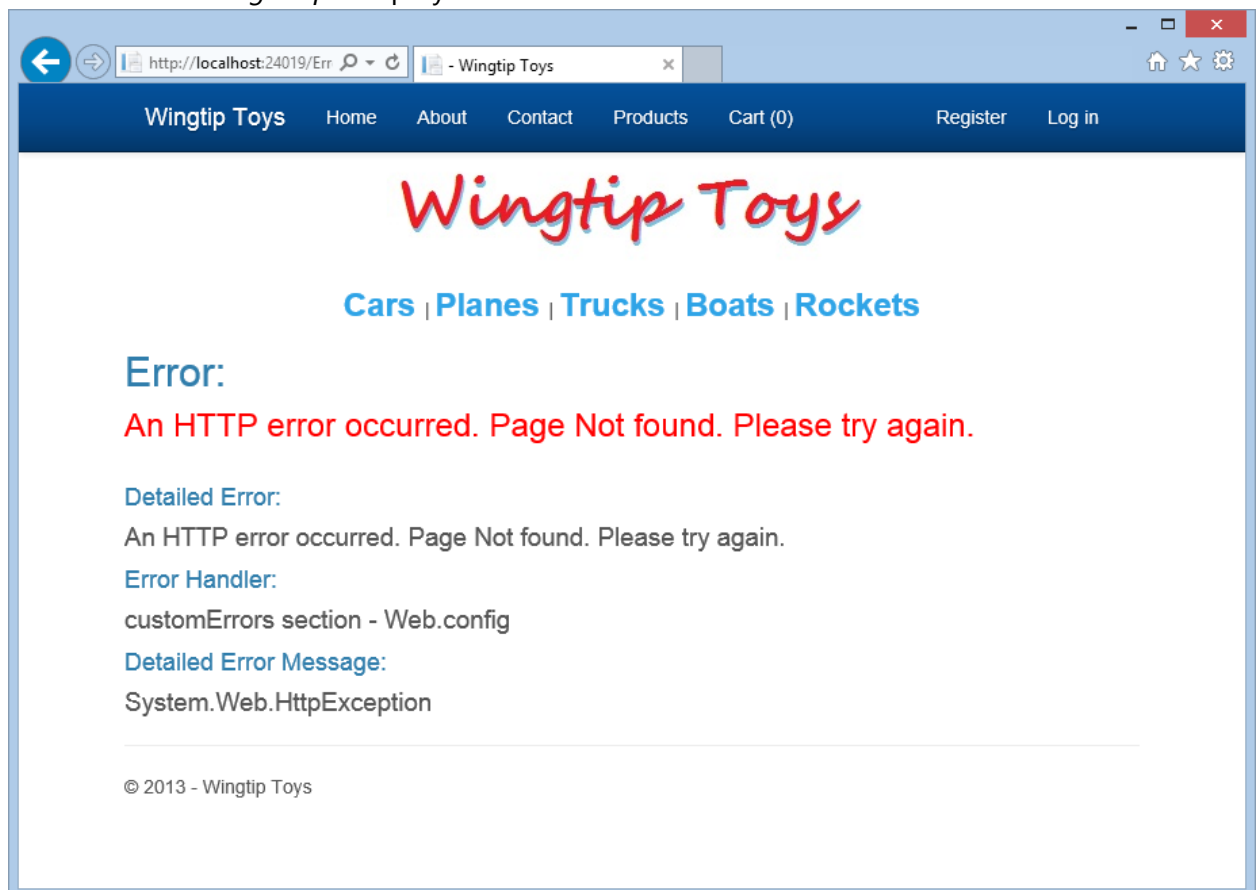 http://localhost:24019/Err - Wingtip Toys
Wingtip Toys Home About Contact Products Cart (0) Register Log in
Wingtip Toys
Cars | Planes | Trucks | Boats | Rockets
Error:
An HTTP error occurred. Page Not found. Please try again.
Detailed Error:
An HTTP error occurred. Page Not found. Please try again.
Error Handler:
customErrors section - Web.config
Detailed Error Message:
System.Web.HttpException
© 2013 - Wingtip Toys